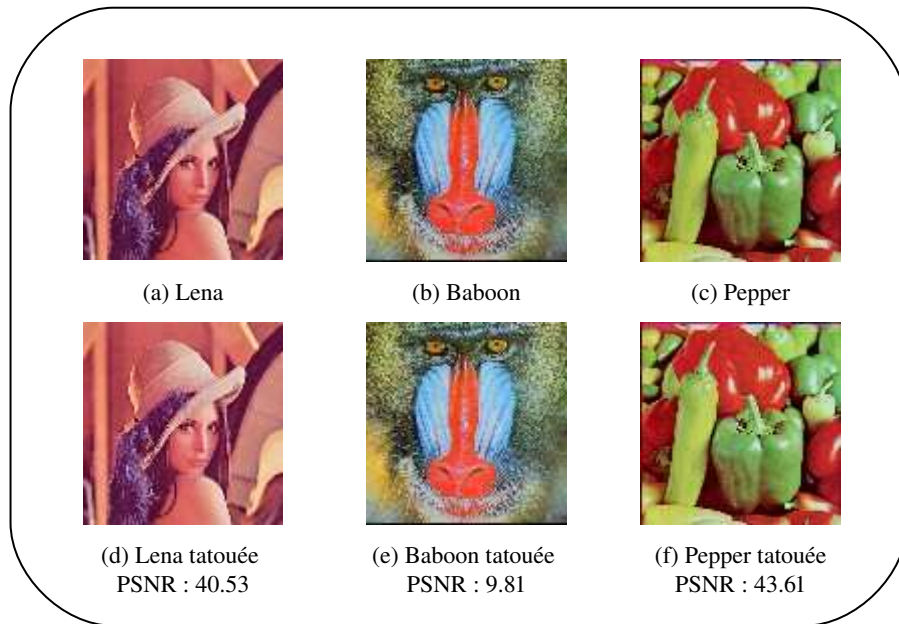 (a) Lena
(b) Baboon
(c) Pepper
(d) Lena tatouée
PSNR : 40.53
(e) Baboon tatouée
PSNR : 9.81
(f) Pepper tatouée
PSNR : 43.61